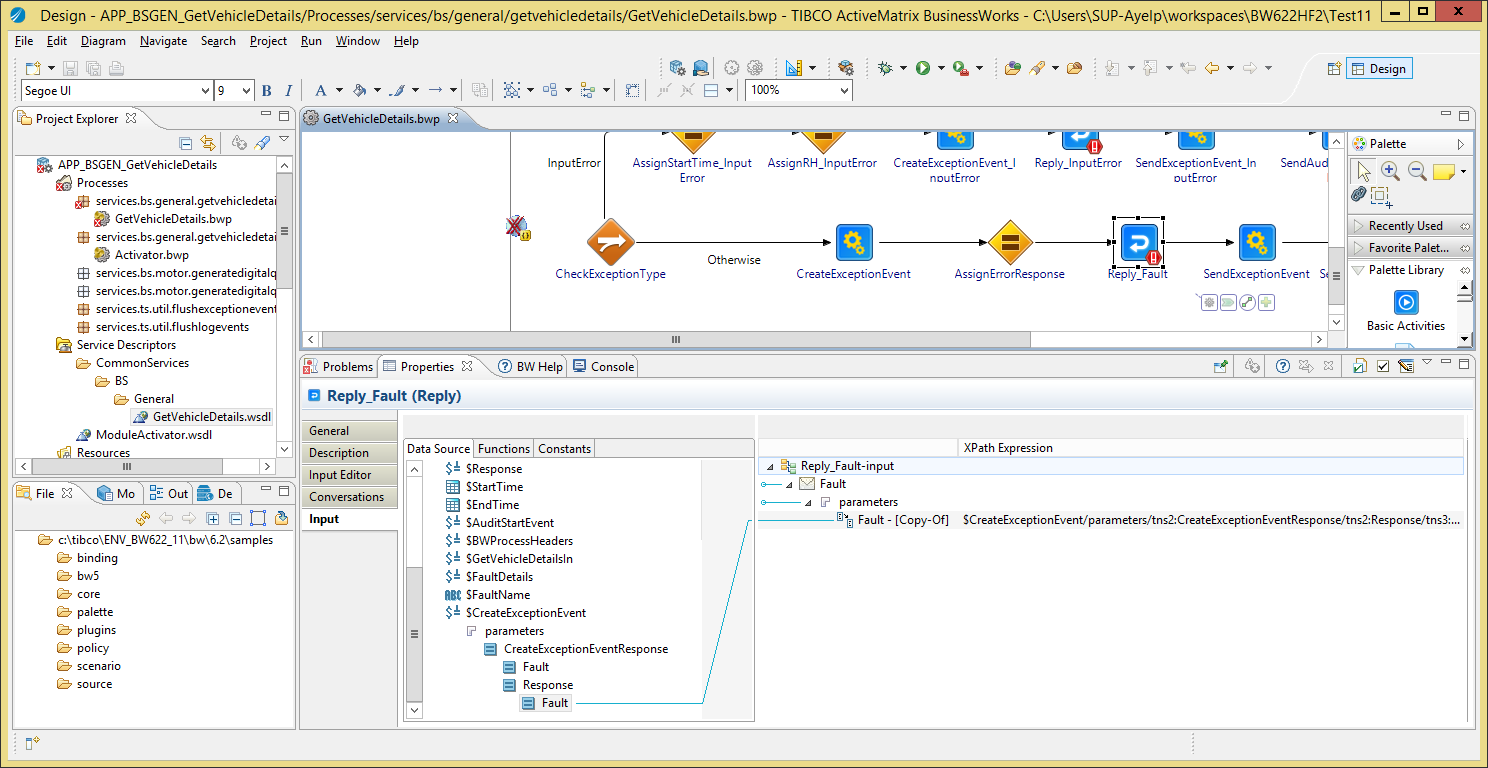 Design - APP_BSGEN_GetVehicleDetails/Processes/services/bs/general/getvehicledetails/GetVehicleDetails.bwp - TIBCO ActiveMatrix BusinessWorks - C:\Users\SUP-Ayelp\workspaces\BW622HF2\Test11
File Edit Diagram Navigate Search Project Run Window Help
Design
Segoe UI 9 B I A 100%
Project Explorer
APP_BSGEN_GetVehicleDetails
Processes
services.bs.general.getvehicledetai
GetVehicleDetails.bwp
services.bs.general.getvehicledetai
Activator.bwp
services.bs.motor.generatedigitalq
services.bs.motor.generatedigitalq
services.ts.util.flushexceptionevent
services.ts.util.flushlogevents
Service Descriptors
CommonServices
BS
General
GetVehicleDetails.wsdl
ModuleActivator.wsdl
Resources
File Mo Out De
c:\tibco\ENV_BW622_11\bw\6.2\samples
binding
bw5
core
palette
plugins
policy
scenario
source
GetVehicleDetails.bwp
InputError
AssignStartTime_Input
Error
AssignRH_InputError
CreateExceptionEvent_I
nputError
Reply_InputError
SendExceptionEvent_In
putError
SendAud
CheckExceptionType
Otherwise
CreateExceptionEvent
AssignErrorResponse
Reply_Fault
SendExceptionEvent
Se
Palette
Recently Used
Favorite Palet...
Palette Library
Basic Activities
Problems Properties BW Help Console
Reply_Fault (Reply)
General
Description
Input Editor
Conversations
Input
Data Source Functions Constants
$Response
$StartTime
$EndTime
$AuditStartEvent
$BWProcessHeaders
$GetVehicleDetailsIn
$FaultDetails
ABC $FaultName
$CreateExceptionEvent
parameters
CreateExceptionEventResponse
Fault
Response
Fault
XPath Expression
Reply_Fault-input
Fault
parameters
Fault - [Copy-Of] $CreateExceptionEvent/parameters/tns2:CreateExceptionEventResponse/tns2:Response/tns3:...